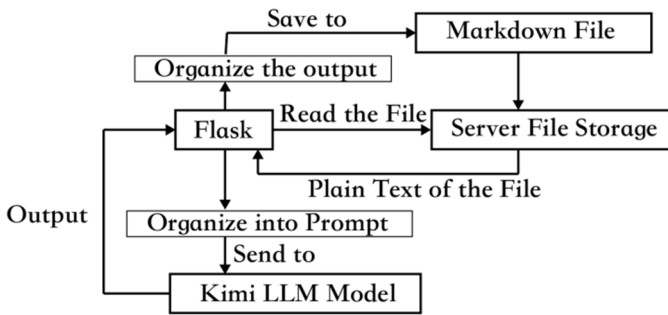 Save to
Markdown File
Organize the output
Flask
Read the File
Server File Storage
Plain Text of the File
Output
Organize into Prompt
Send to
Kimi LLM Model